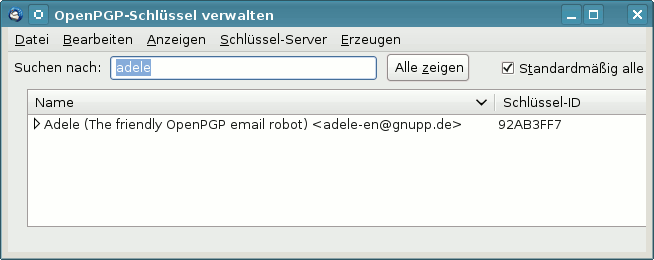 OpenPGP-Schlüssel verwalten
Datei Bearbeiten Anzeigen Schlüssel-Server Erzeugen
Suchen nach: adele Alle zeigen Standardmäßig alle
Name Schlüssel-ID
Adele (The friendly OpenPGP email robot) <adele-en@gnupp.de> 92AB3FF7